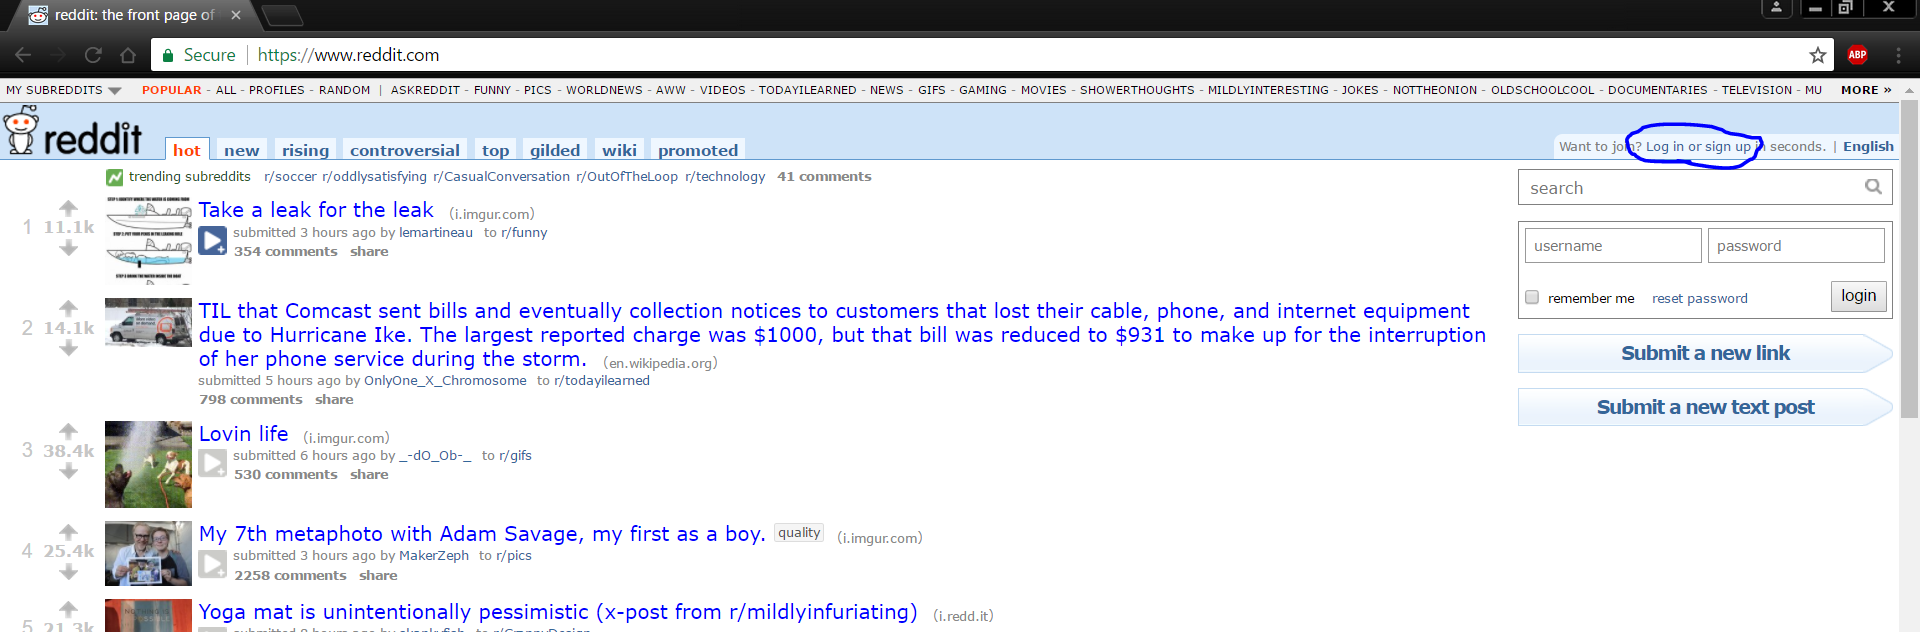 reddit: the front page of
Secure https://www.reddit.com
ABP
MY SUBREDDITS POPULAR - ALL - PROFILES - RANDOM | ASKREDDIT - FUNNY - PICS - WORLDNEWS - AWW - VIDEOS - TODAYILEARNED - NEWS - GIFS - GAMING - MOVIES - SHOWERTHOUGHTS - MILDLYINTERESTING - JOKES - NOTTHEONION - OLDSCHOOLCOOL - DOCUMENTARIES - TELEVISION - MU MORE »
reddit hot new rising controversial top gilded wiki promoted
Want to join? Log in or sign up in seconds. | English
trending subreddits r/soccer r/oddlysatisfying r/CasualConversation r/OutOfTheLoop r/technology 41 comments
search
username password
remember me reset password login
Submit a new link
Submit a new text post
1 11.1k
Take a leak for the leak (i.imgur.com)
submitted 3 hours ago by lemartineau to r/funny
354 comments share
2 14.1k
TIL that Comcast sent bills and eventually collection notices to customers that lost their cable, phone, and internet equipment
due to Hurricane Ike. The largest reported charge was $1000, but that bill was reduced to $931 to make up for the interruption
of her phone service during the storm. (en.wikipedia.org)
submitted 5 hours ago by OnlyOne_X_Chromosome to r/todayilearned
798 comments share
3 38.4k
Lovin life (i.imgur.com)
submitted 6 hours ago by _-dO_Ob-_ to r/gifs
530 comments share
4 25.4k
My 7th metaphoto with Adam Savage, my first as a boy. quality (i.imgur.com)
submitted 3 hours ago by MakerZeph to r/pics
2258 comments share
5 21.3k
Yoga mat is unintentionally pessimistic (x-post from r/mildlyinfuriating) (i.redd.it)